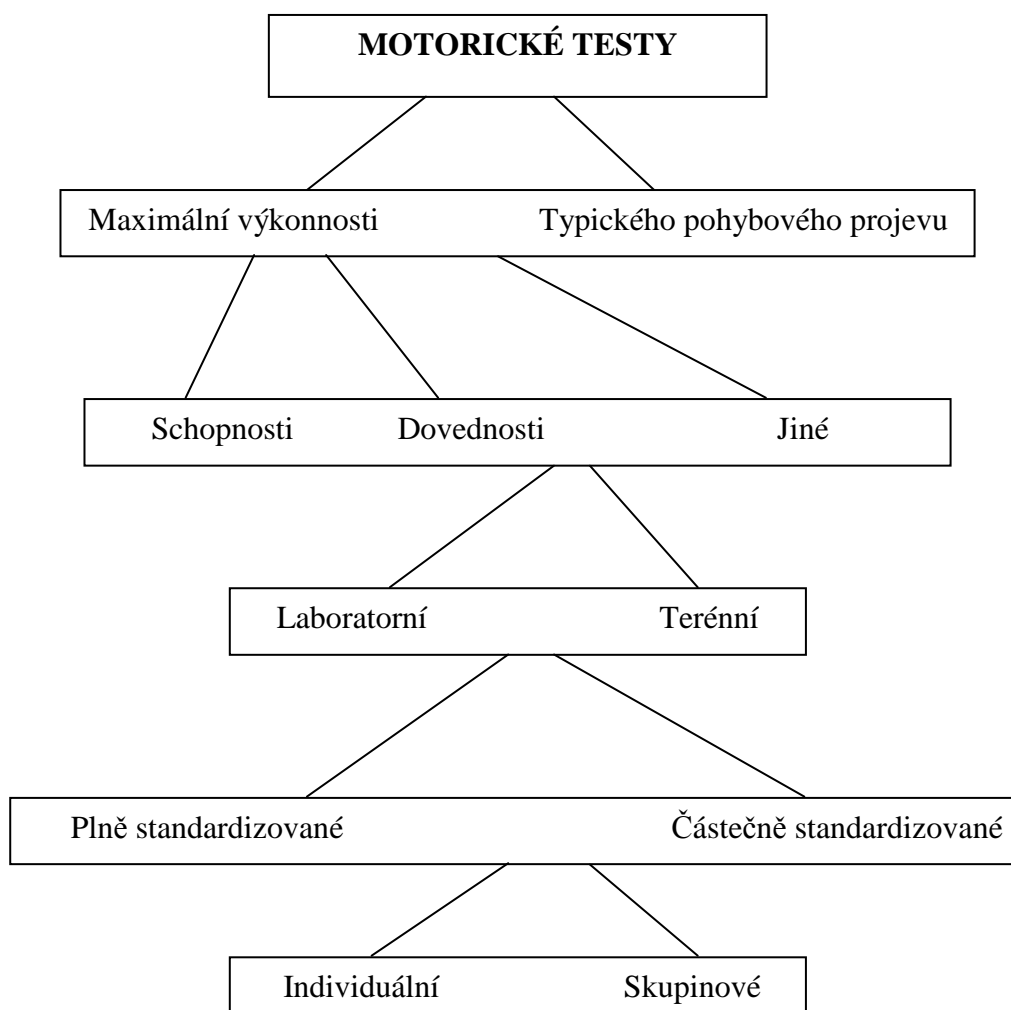 MOTORICKÉ TESTY
Maximální výkonnosti Typického pohybového projevu
Schopnosti Dovednosti Jiné
Laboratorní Terénní
Plně standardizované Částečně standardizované
Individuální Skupinové